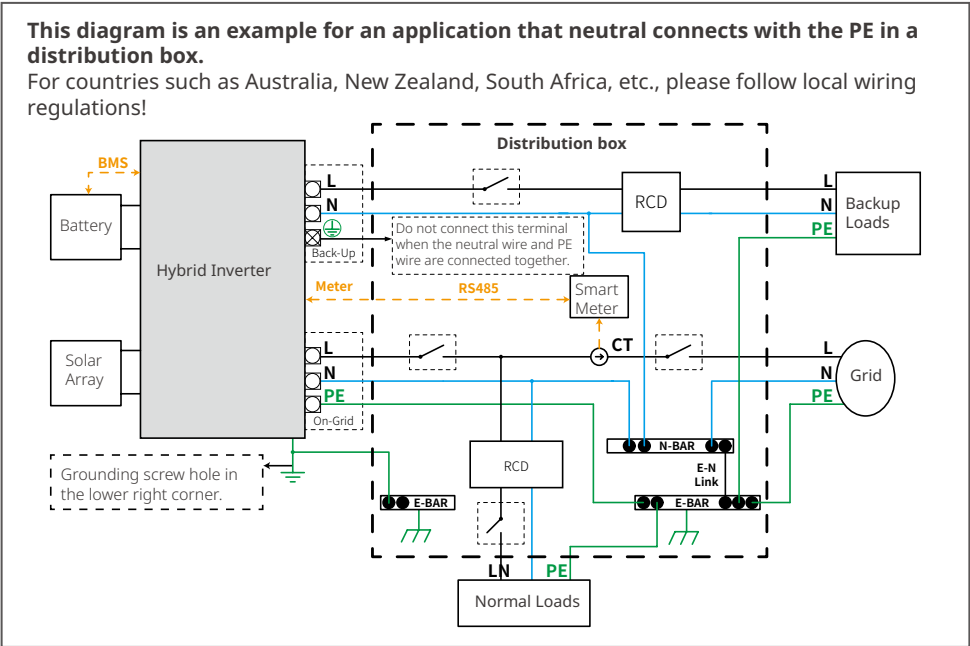 This diagram is an example for an application that neutral connects with the PE in a
distribution box.
For countries such as Australia, New Zealand, South Africa, etc., please follow local wiring
regulations!
Distribution box
BMS
Battery
Hybrid Inverter
L
N
Back-Up
Do not connect this terminal
when the neutral wire and PE
wire are connected together.
RCD
L
N
PE
Backup
Loads
Meter
RS485
Smart
Meter
Solar
Array
L
N
PE
On-Grid
CT
L
N
PE
Grid
N-BAR
E-N
Link
RCD
Grounding screw hole in
the lower right corner.
E-BAR
E-BAR
LN
PE
Normal Loads